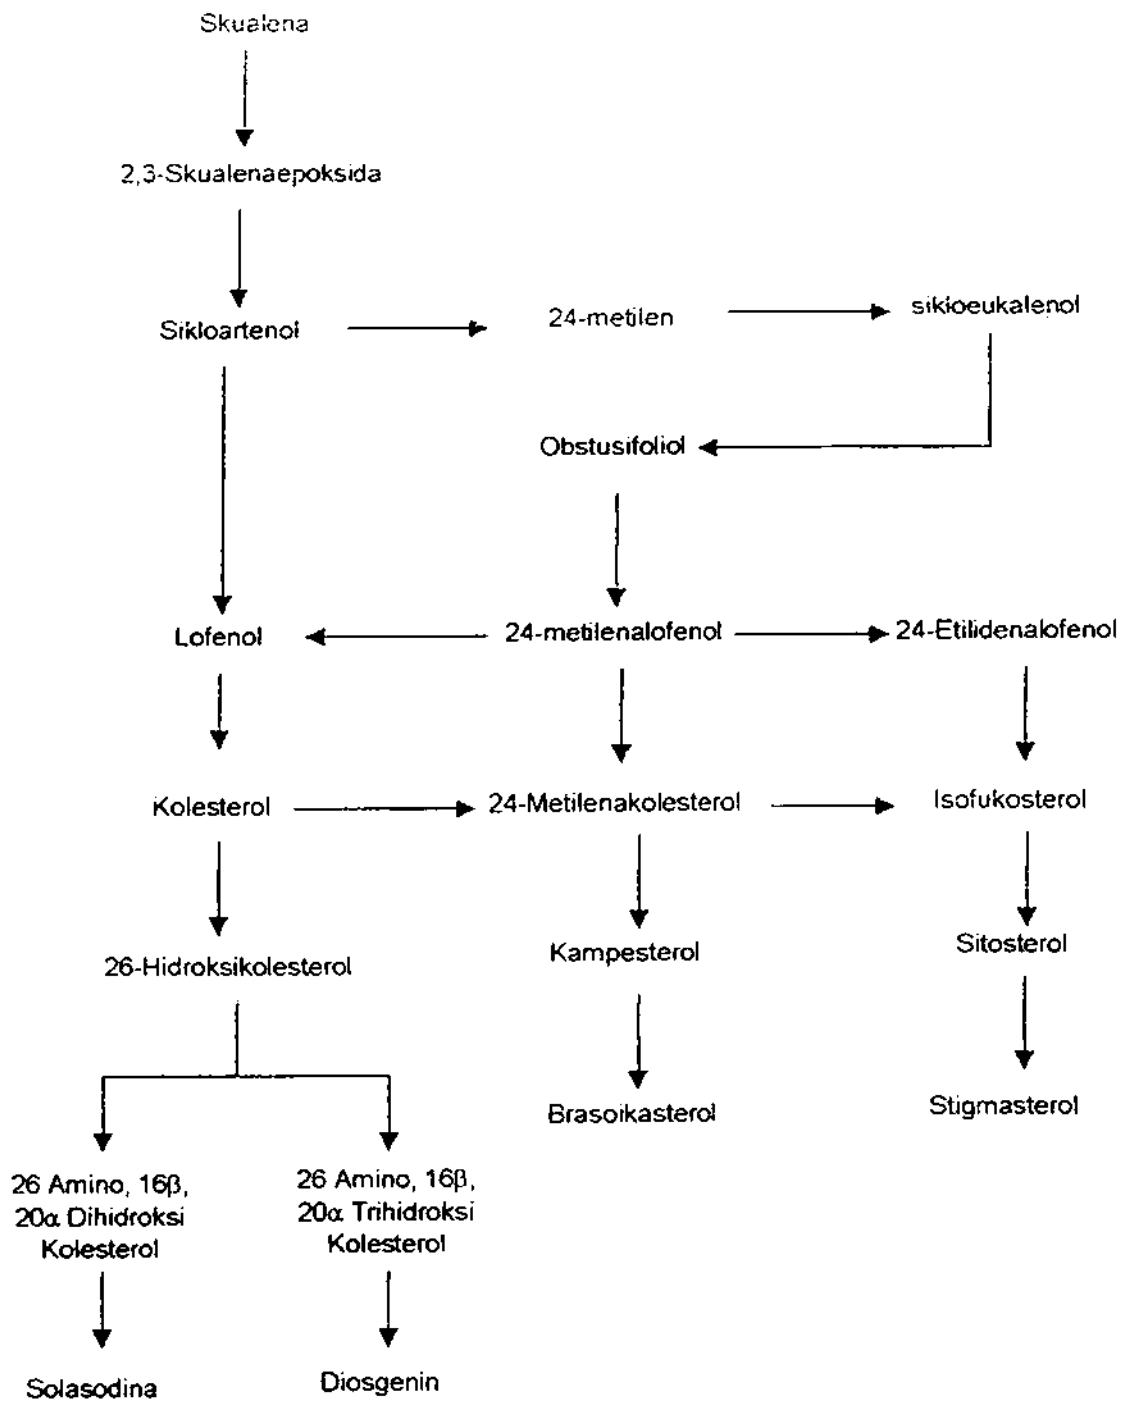 Skualena
2,3-Skualenaepoksida
Sikloartenol
24-metilen
sikloeukalenol
Obstusifoliol
Lofenol
24-metilenalofenol
24-Etilidenalofenol
Kolesterol
24-Metilenakolesterol
Isofukosterol
26-Hidroksikolesterol
Kampesterol
Sitosterol
Brasoikasterol
Stigmasterol
26 Amino, 16β,
20α Dihidroksi
Kolesterol
26 Amino, 16β,
20α Trihidroksi
Kolesterol
Solasodina
Diosgenin